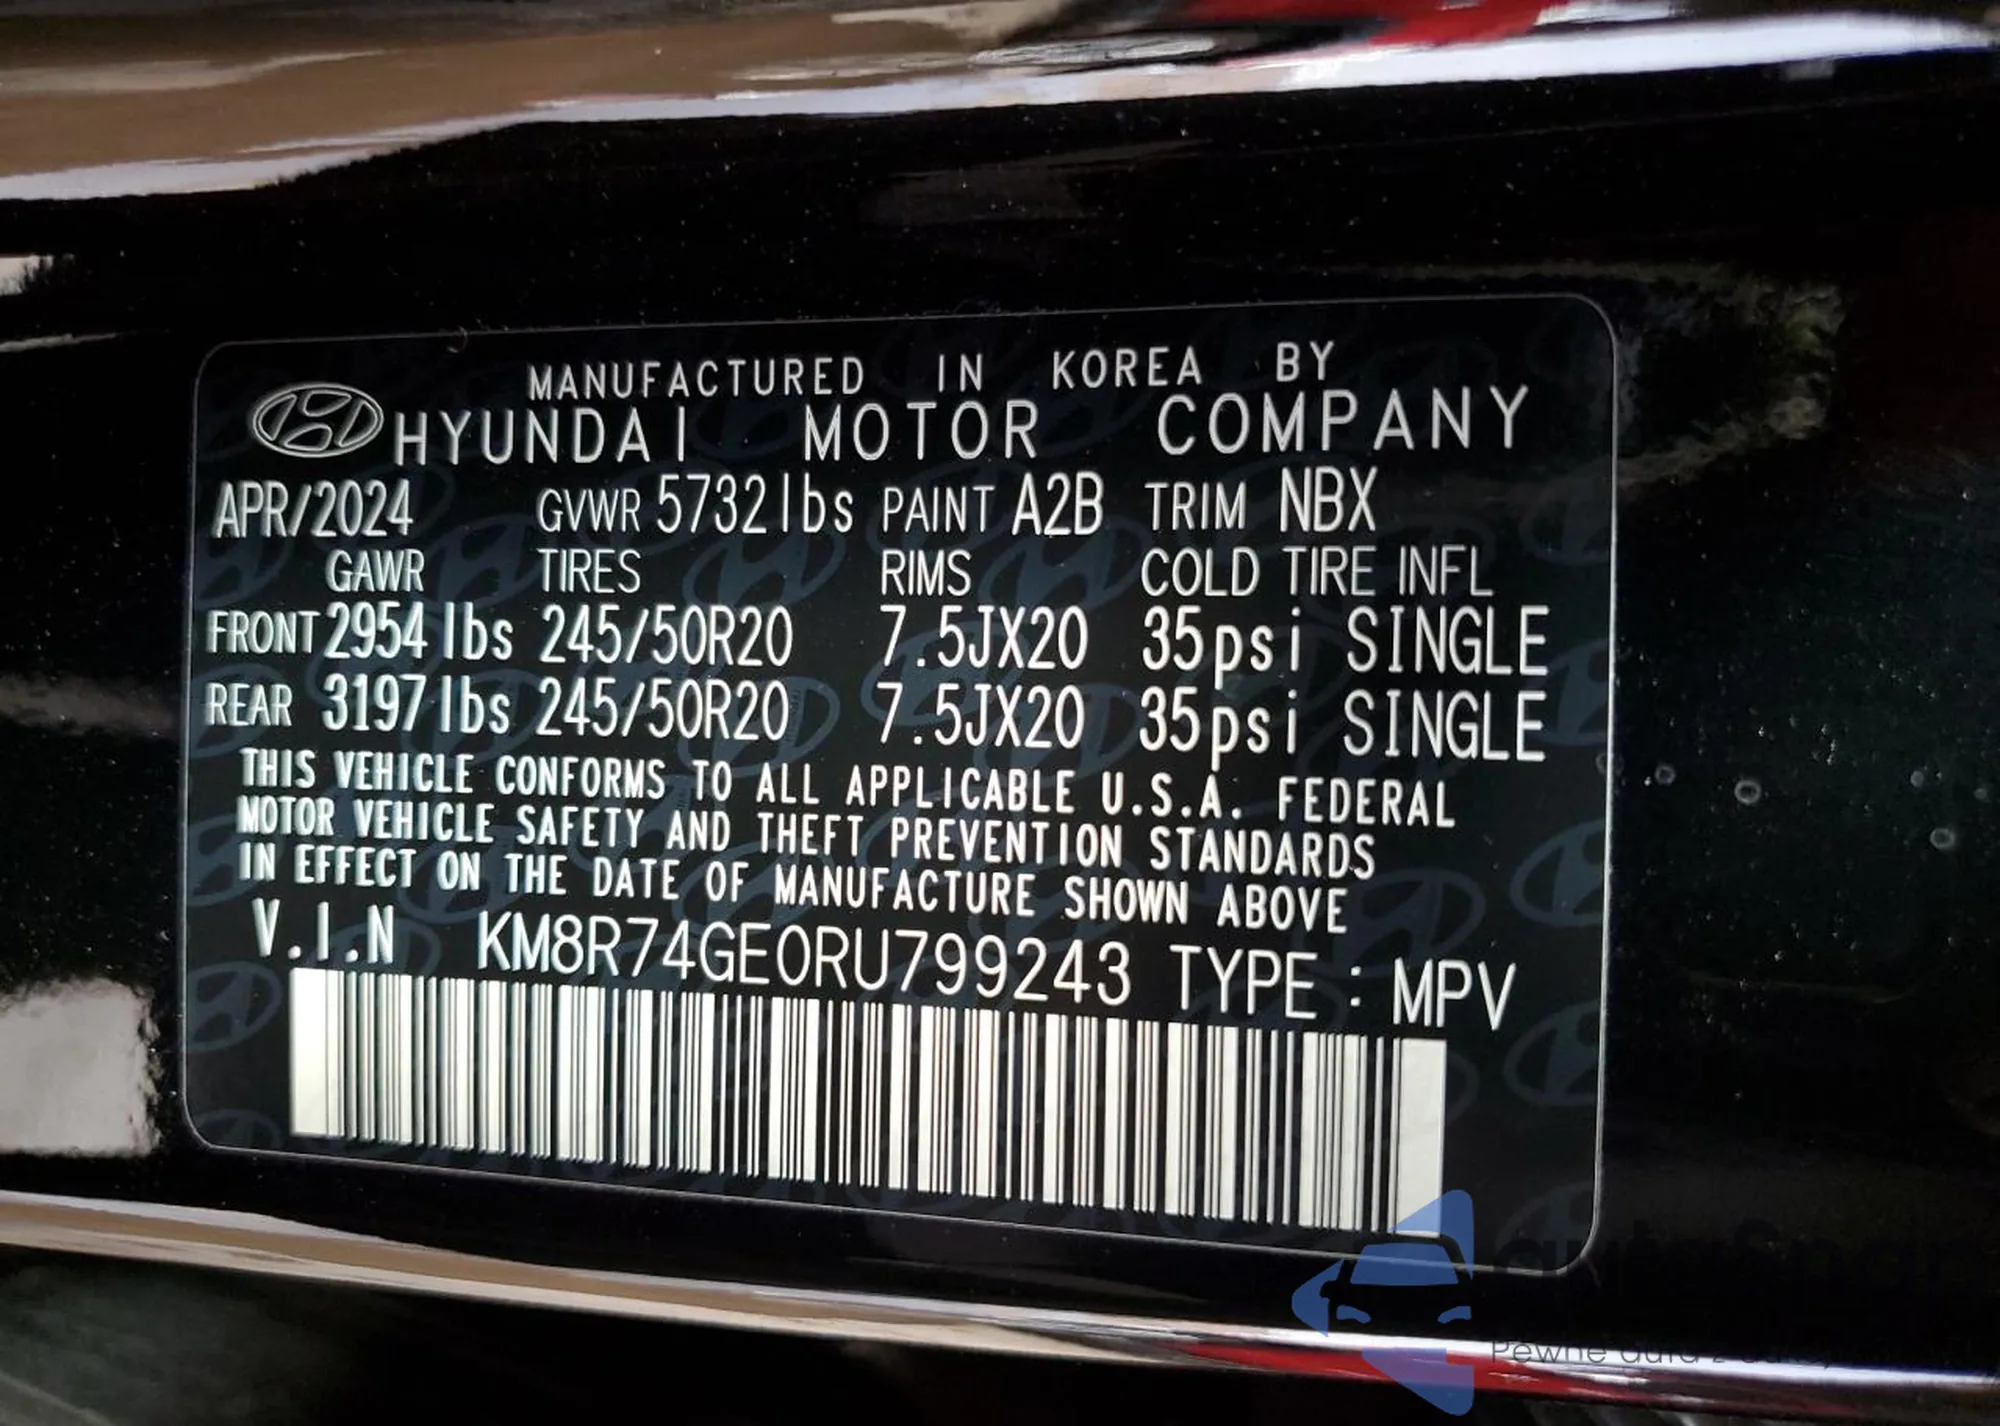 MANUFACTURED IN KOREA BY
HYUNDAI MOTOR COMPANY
APR/2024 GVWR 5732lbs PAINT A2B TRIM NBX
GAWR TIRES RIMS COLD TIRE INFL
FRONT 2954 lbs 245/50R20 7.5JX20 35psi SINGLE
REAR 3197 lbs 245/50R20 7.5JX20 35psi SINGLE
THIS VEHICLE CONFORMS TO ALL APPLICABLE U.S.A. FEDERAL
MOTOR VEHICLE SAFETY AND THEFT PREVENTION STANDARDS
IN EFFECT ON THE DATE OF MANUFACTURE SHOWN ABOVE
V.I.N KM8R74GE0RU799243 TYPE : MPV
Pewne auta z